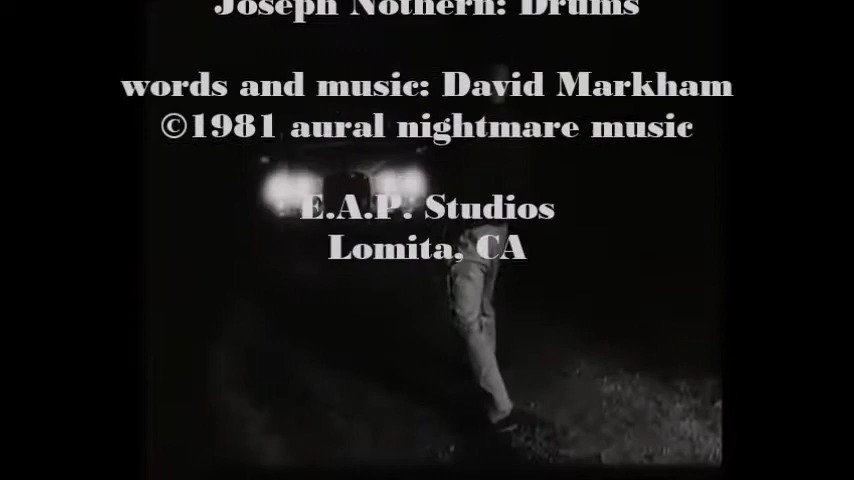 Joseph Nothern: Drums
words and music: David Markham
©1981 aural nightmare music
E.A.P. Studios
Lomita, CA